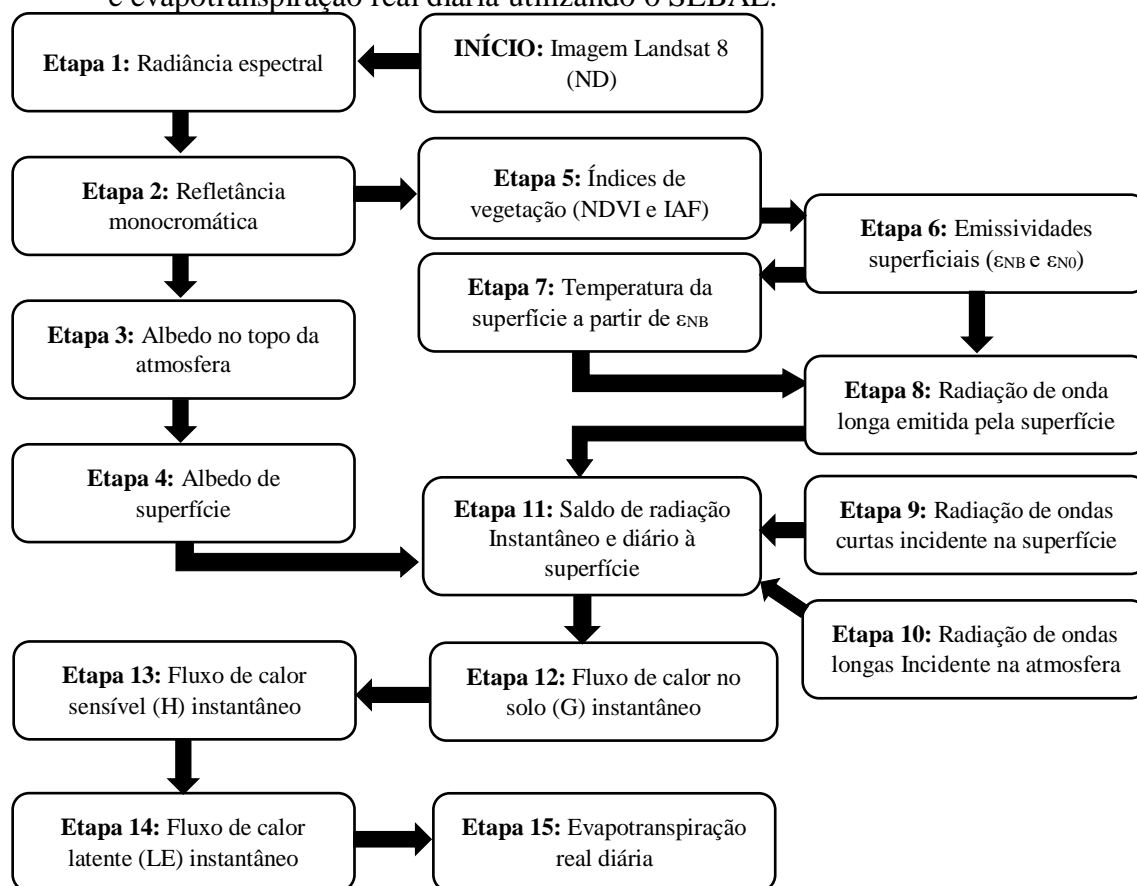 e evapotranspiração real diária utilizando o SEBAL.
INÍCIO: Imagem Landsat 8
(ND)
Etapa 1: Radiância espectral
Etapa 2: Refletância
monocromática
Etapa 5: Índices de
vegetação (NDVI e IAF)
Etapa 6: Emissividades
superficiais (εNB e εN0)
Etapa 7: Temperatura da
superfície a partir de εNB
Etapa 3: Albedo no topo da
atmosfera
Etapa 8: Radiação de onda
longa emitida pela superfície
Etapa 4: Albedo de
superfície
Etapa 11: Saldo de radiação
Instantâneo e diário à
superfície
Etapa 9: Radiação de ondas
curtas incidente na superfície
Etapa 10: Radiação de ondas
longas Incidente na atmosfera
Etapa 13: Fluxo de calor
sensível (H) instantâneo
Etapa 12: Fluxo de calor no
solo (G) instantâneo
Etapa 14: Fluxo de calor
latente (LE) instantâneo
Etapa 15: Evapotranspiração
real diária